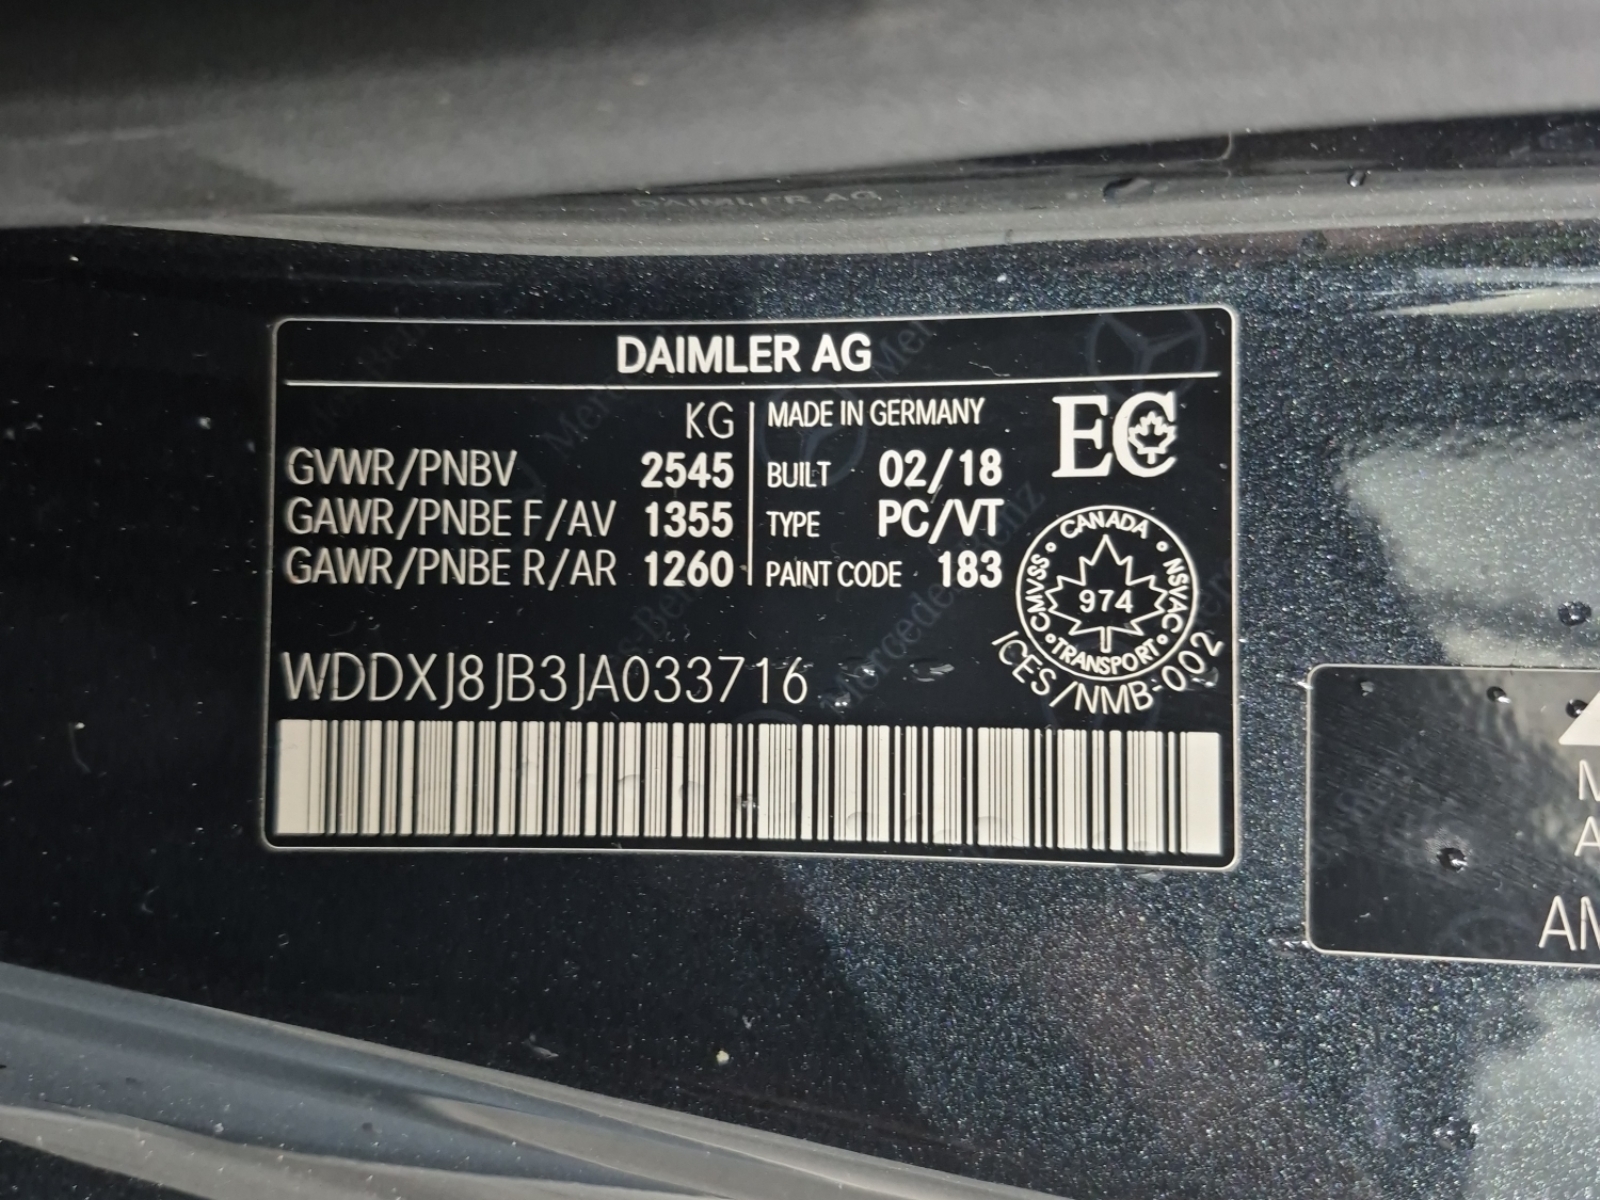 DAIMLER AG
DAIMLER AG
KG
GVWR/PNBV 2545
GAWR/PNBE F/AV 1355
GAWR/PNBE R/AR 1260
MADE IN GERMANY
BUILT 02/18
TYPE PC/VT
PAINT CODE 183
EC
CANADA
CMVSS
974
NSVAC
TRANSPORT
ICES/NMB-002
WDDXJ8JB3JA033716
Mercedes-Benz